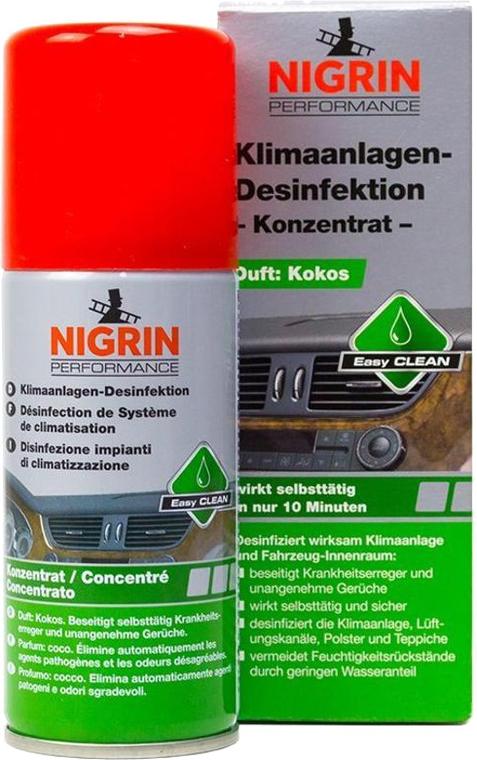 NIGRIN
PERFORMANCE
Klimaanlagen-Desinfektion
Désinfection de Système
de climatisation
Disinfezione impianti
di climatizzazione
Easy CLEAN
Konzentrat / Concentré
Concentrato
Duft: Kokos. Beseitigt selbsttätig Krankheits-
erreger und unangenehme Gerüche.
Parfum: coco. Élimine automatiquement les
agents pathogènes et les odeurs désagréables.
Profumo: cocco. Elimina automaticamente agenti
patogeni e odori sgradevoli.
NIGRIN
PERFORMANCE
Klimaanlagen-
Desinfektion
- Konzentrat –
Duft: Kokos
Easy CLEAN
wirkt selbsttätig
in nur 10 Minuten
Desinfiziert wirksam Klimaanlage
und Fahrzeug-Innenraum:
beseitigt Krankheitserreger und
unangenehme Gerüche
wirkt selbsttätig und sicher
desinfiziert die Klimaanlage, Lüft-
ungskanäle, Polster und Teppiche
vermeidet Feuchtigkeitsrückstände
durch geringen Wasseranteil